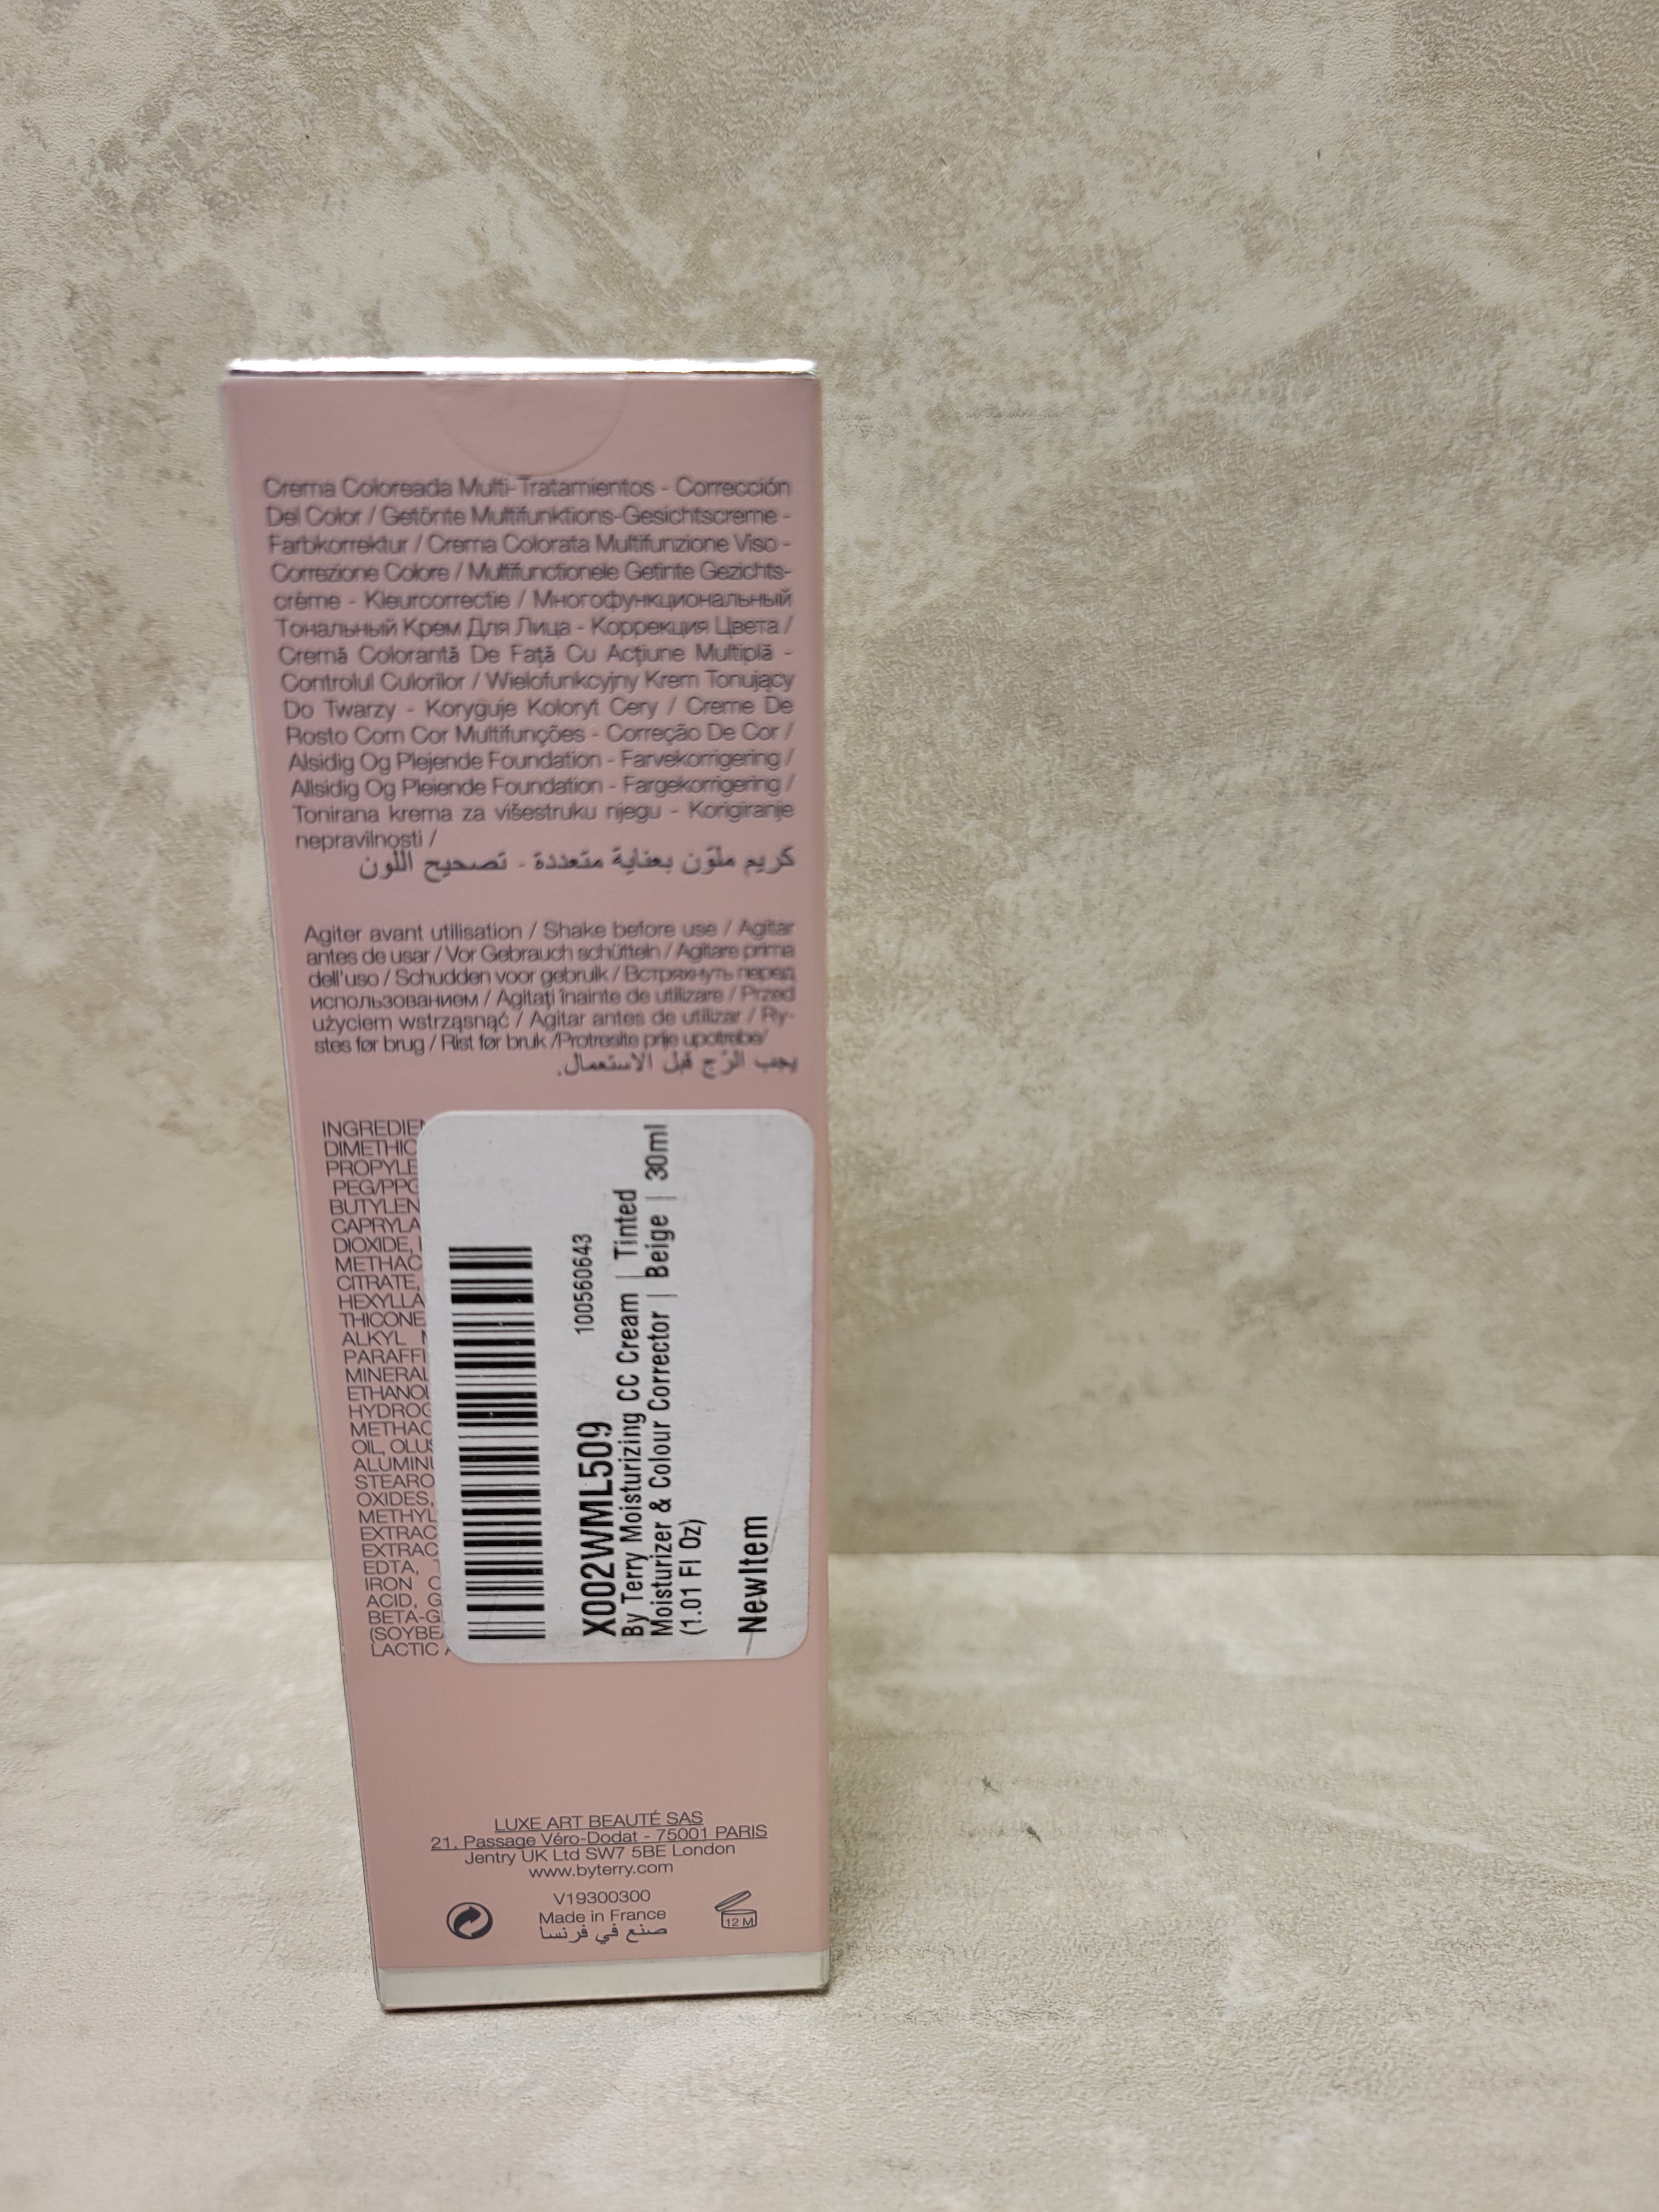 Crema Coloreada Multi-Tratamientos - Corrección
Del Color / Getönte Multifunktions-Gesichtscreme -
Farbkorrektur / Crema Colorata Multifunzione Viso -
Correzione Colore / Multifunctionele Getinte Gezichts-
crème - Kleurcorrectie / Многофункциональный
Тональный Крем Для Лица - Коррекция Цвета /
Cremă Colorantă De Față Cu Acțiune Multiplă -
Controlul Culorilor / Wielofunkcyjny Krem Tonujący
Do Twarzy - Koryguje Koloryt Cery / Creme De
Rosto Com Cor Multifunções - Correção De Cor /
Alsidig Og Plejende Foundation - Farvekorrigering /
Allsidig Og Pleiende Foundation - Fargekorrigering /
Tonirana krema za višestruku njegu - Korigiranje
nepravilnosti /
كريم ملوّن بعناية متعددة - تصحيح اللّون
Agiter avant utilisation / Shake before use / Agitar
antes de usar / Vor Gebrauch schütteln / Agitare prima
dell'uso / Schudden voor gebruik / Встряхнуть перед
использованием / Agitați înainte de utilizare / Przed
użyciem wstrząsnąć / Agitar antes de utilizar / Ry-
stes før brug / Rist før bruk /Protresite prije upotrebe/
يجب الرّج قبل الاستعمال.
INGREDIEN
DIMETHIC
PROPYLE
PEG/PPG
BUTYLEN
CAPRYLA
DIOXIDE,
METHAC
CITRATE,
HEXYLLA
THICONE
ALKYL
PARAFFI
MINERAL
ETHANOL
HYDROG
METHAC
OIL, OLUS
ALUMINU
STEARO
OXIDES,
METHYL
EXTRAC
EXTRAC
EDTA,
IRON
ACID, G
BETA-G
(SOYBE
LACTIC
100560643
X002WML509
By Terry Moisturizing CC Cream | Tinted
Moisturizer & Colour Corrector | Beige | 30ml
(1.01 Fl Oz)
NewItem
LUXE ART BEAUTÉ SAS
21, Passage Véro-Dodat - 75001 PARIS
Jentry UK Ltd SW7 5BE London
www.byterry.com
V19300300
Made in France
صنع في فرنسا
12 M